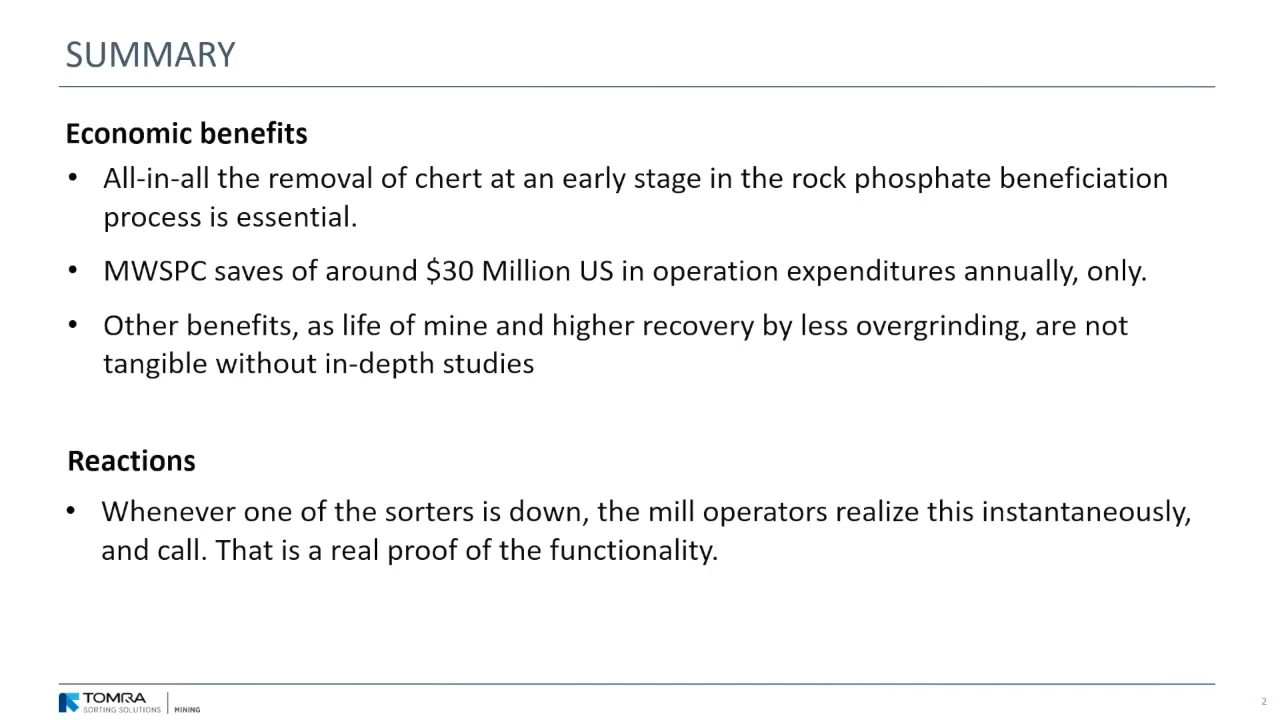 SUMMARY
Economic benefits
• All-in-all the removal of chert at an early stage in the rock phosphate beneficiation
process is essential.
• MWSPC saves of around $30 Million US in operation expenditures annually, only.
• Other benefits, as life of mine and higher recovery by less overgrinding, are not
tangible without in-depth studies
Reactions
• Whenever one of the sorters is down, the mill operators realize this instantaneously,
and call. That is a real proof of the functionality.
TOMRA
SORTING SOLUTIONS | MINING
2